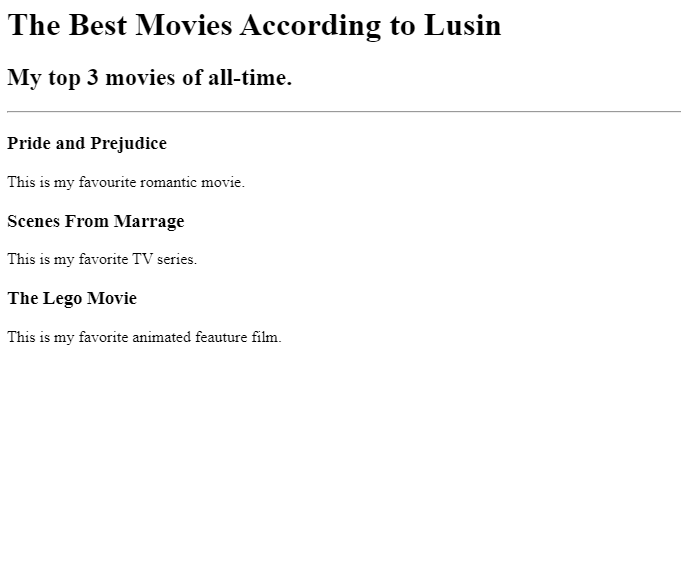 The Best Movies According to Lusin
My top 3 movies of all-time.
Pride and Prejudice
This is my favourite romantic movie.
Scenes From Marrage
This is my favorite TV series.
The Lego Movie
This is my favorite animated feauture film.